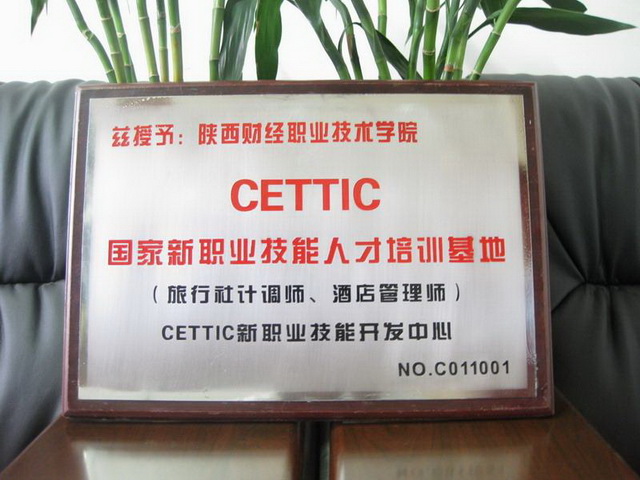 兹授予：陕西财经职业技术学院
CETTIC
国家新职业技能人才培训基地
（旅行社计调师、酒店管理师）
CETTIC新职业技能开发中心
NO.C011001